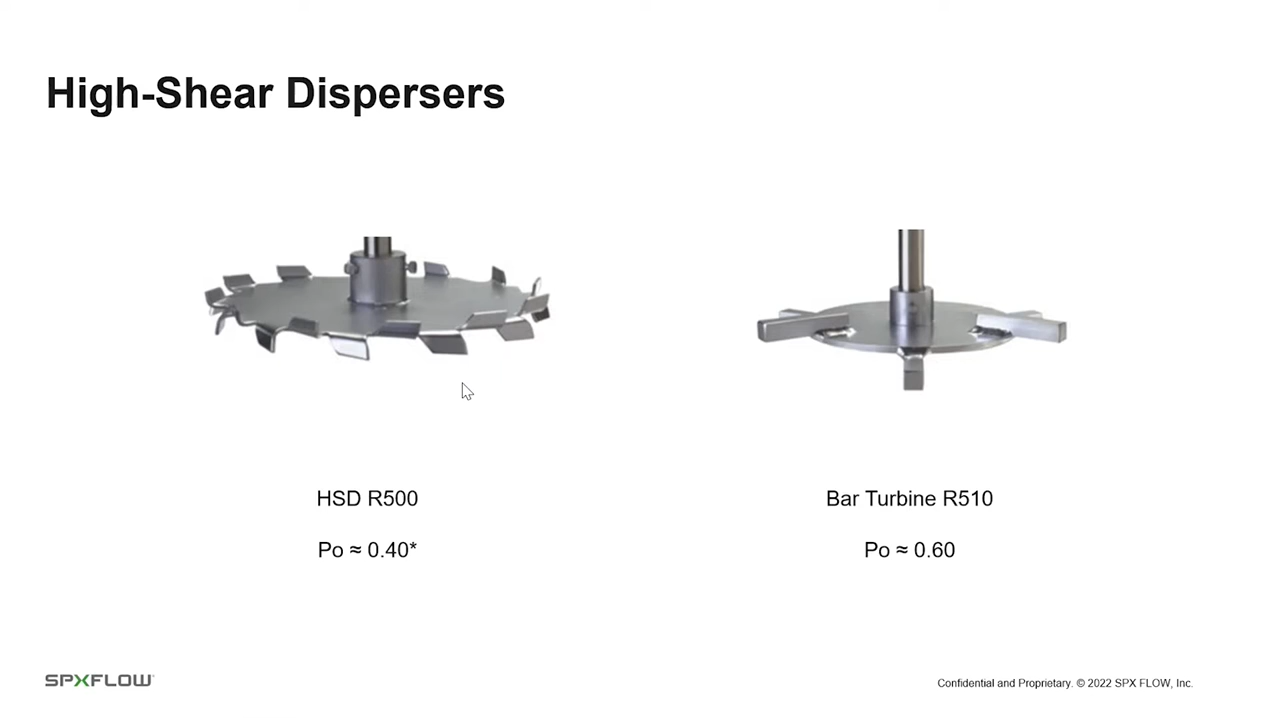 High-Shear Dispersers
HSD R500
Bar Turbine R510
Po ≈ 0.40*
Po ≈ 0.60
SPXFLOW
Confidential and Proprietary. © 2022 SPX FLOW, Inc.